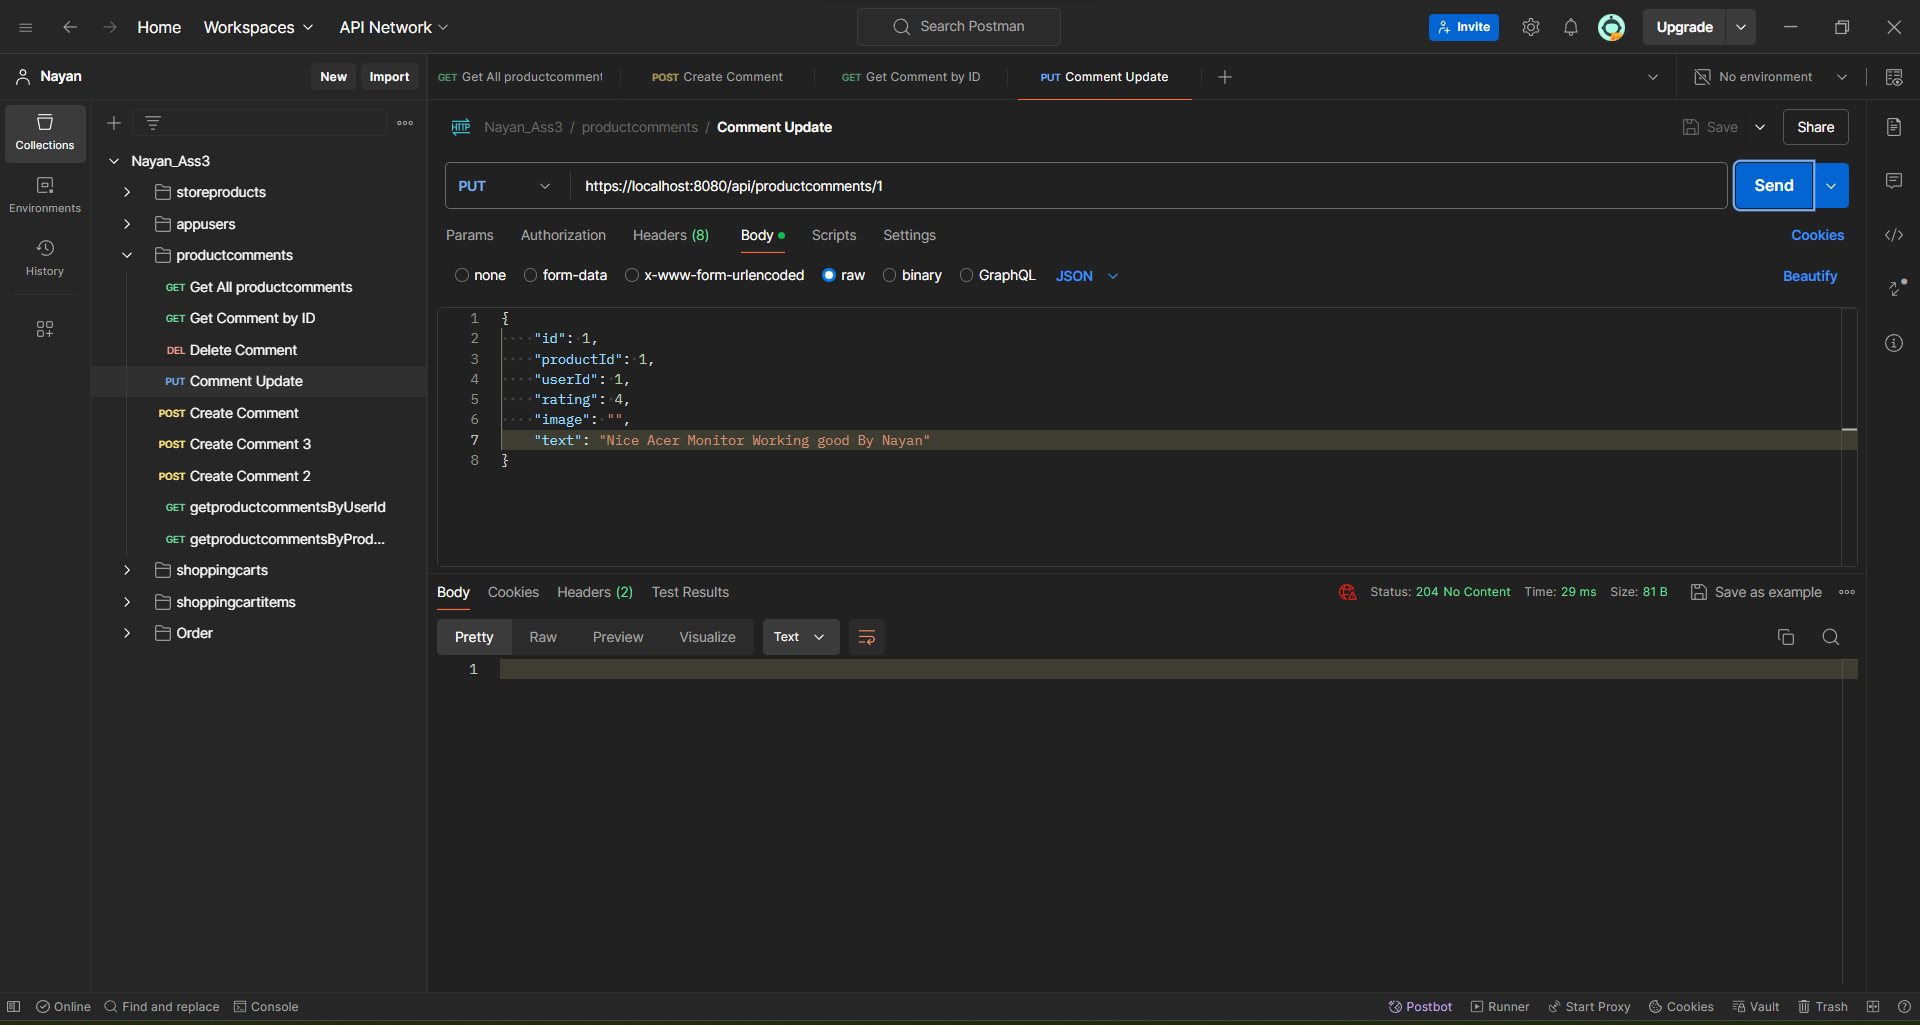 Home Workspaces API Network Search Postman Invite Upgrade
Nayan New Import GET Get All productcomment POST Create Comment GET Get Comment by ID PUT Comment Update No environment
Collections
Environments
History
Nayan_Ass3
storeproducts
appusers
productcomments
GET Get All productcomments
GET Get Comment by ID
DEL Delete Comment
PUT Comment Update
POST Create Comment
POST Create Comment 3
POST Create Comment 2
GET getproductcommentsByUserId
GET getproductcommentsByProd...
shoppingcarts
shoppingcartitems
Order
HTTP Nayan_Ass3 / productcomments / Comment Update Save Share
PUT https://localhost:8080/api/productcomments/1 Send
Params Authorization Headers (8) Body Scripts Settings Cookies
none form-data x-www-form-urlencoded raw binary GraphQL JSON Beautify
1 {
2 "id": 1,
3 "productId": 1,
4 "userId": 1,
5 "rating": 4,
6 "image": "",
7 "text": "Nice Acer Monitor Working good By Nayan"
8 }
Body Cookies Headers (2) Test Results Status: 204 No Content Time: 29 ms Size: 81 B Save as example
Pretty Raw Preview Visualize Text
1
Online Find and replace Console Postbot Runner Start Proxy Cookies Vault Trash